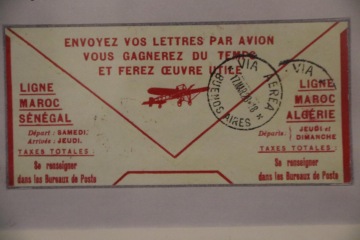 ENVOYEZ VOS LETTRES PAR AVION
VOUS GAGNEREZ DU TEMPS
ET FEREZ ŒUVRE UTILE
LIGNE
MAROC
SÉNÉGAL
Départ : SAMEDI;
Arrivée : JEUDI.
TAXES TOTALES :
Se renseigner
dans les Bureaux de Poste
VIA AEREA
BUENOS AIRES
VIA
LIGNE
MAROC
ALGÉRIE
Départs : JEUDI et
DIMANCHE
TAXES TOTALES :
Se renseigner
dans les Bureaux de Poste